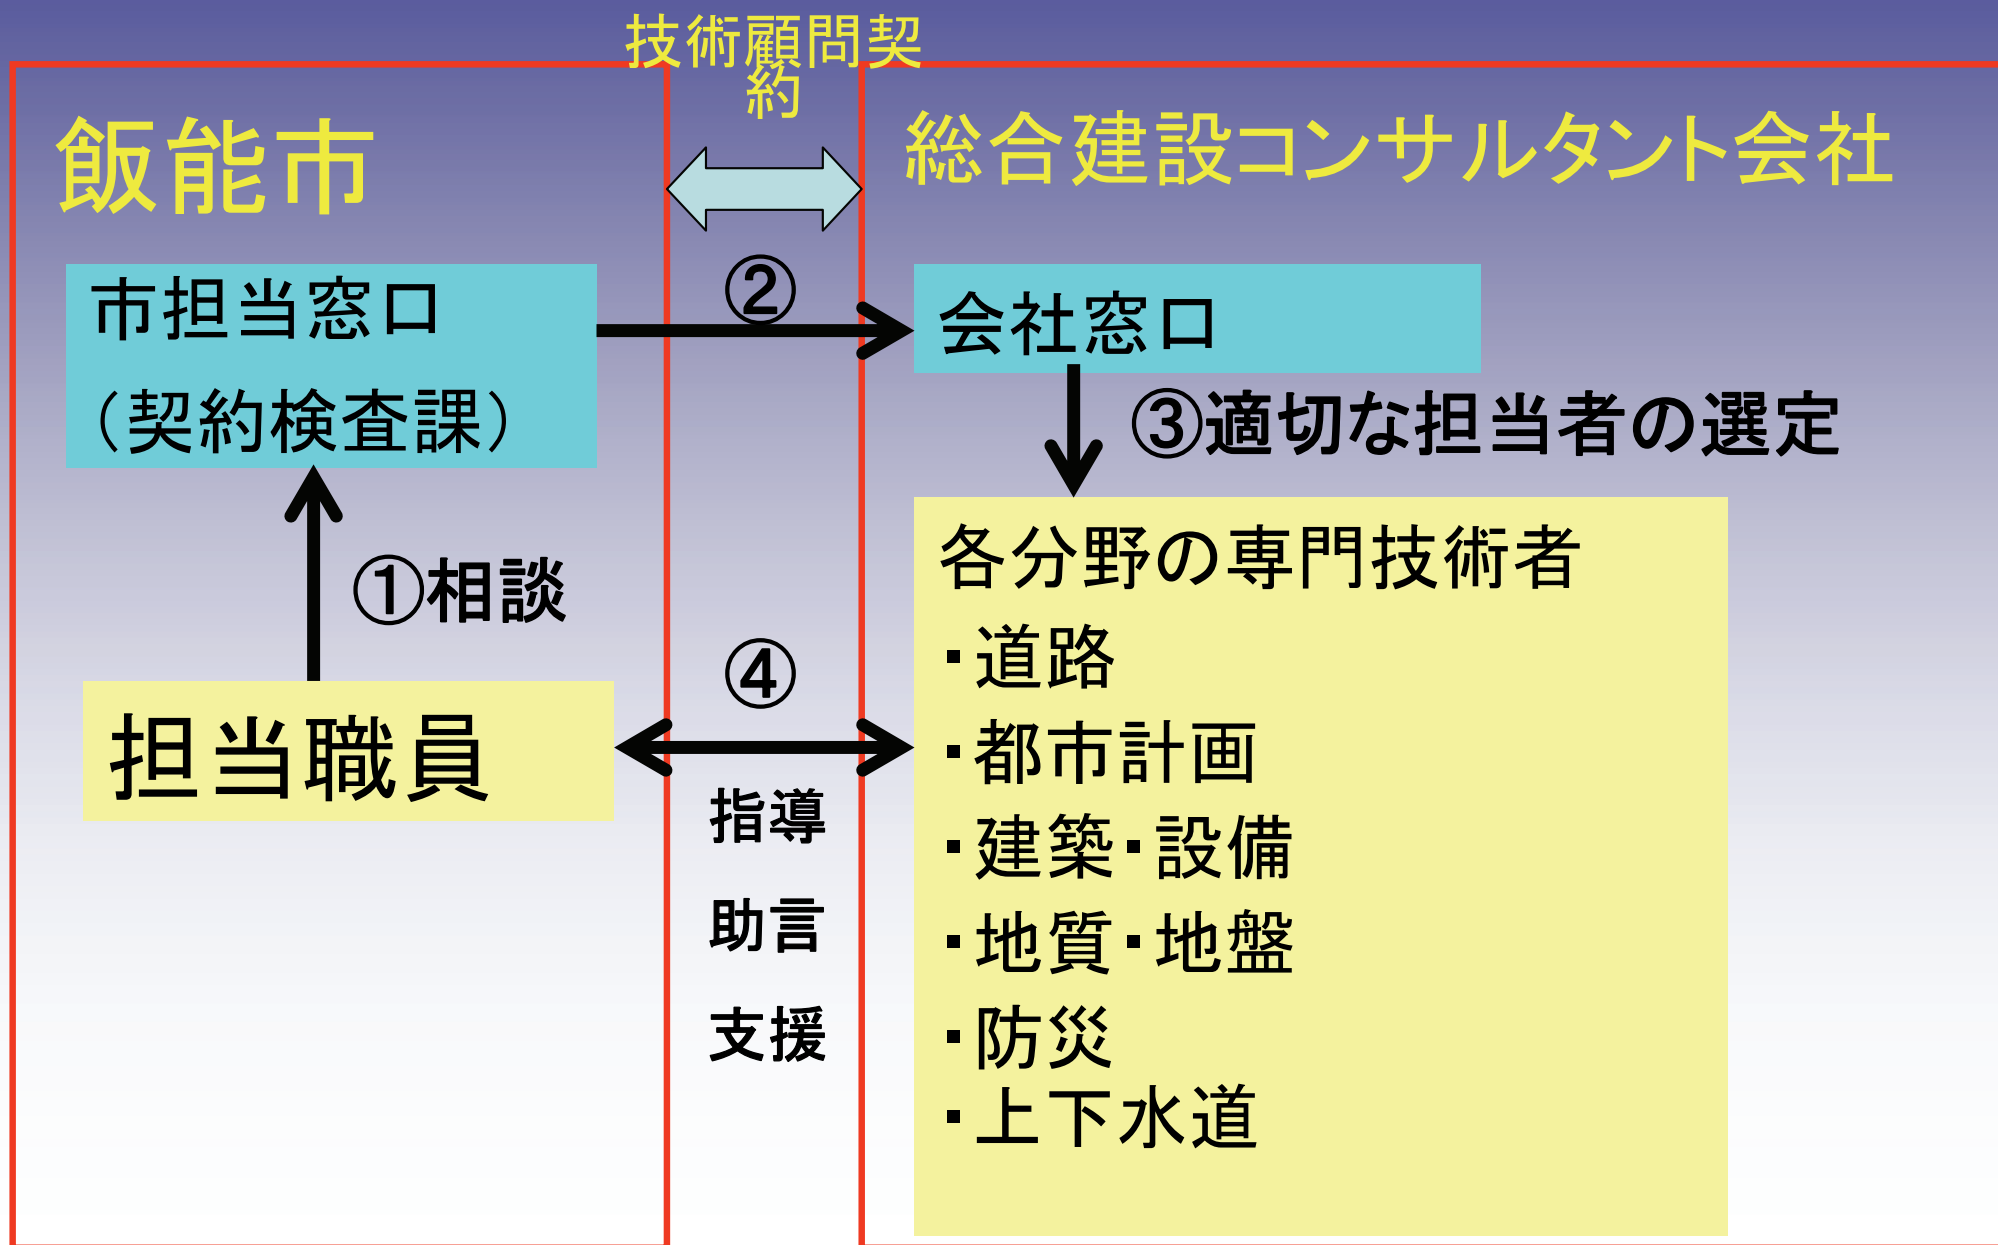 技術顧問契
約
飯能市
総合建設コンサルタント会社
市担当窓口
（契約検査課）
②
会社窓口
③適切な担当者の選定
①相談
担当職員
④
指導
助言
支援
各分野の専門技術者
・道路
・都市計画
・建築・設備
・地質・地盤
・防災
・上下水道